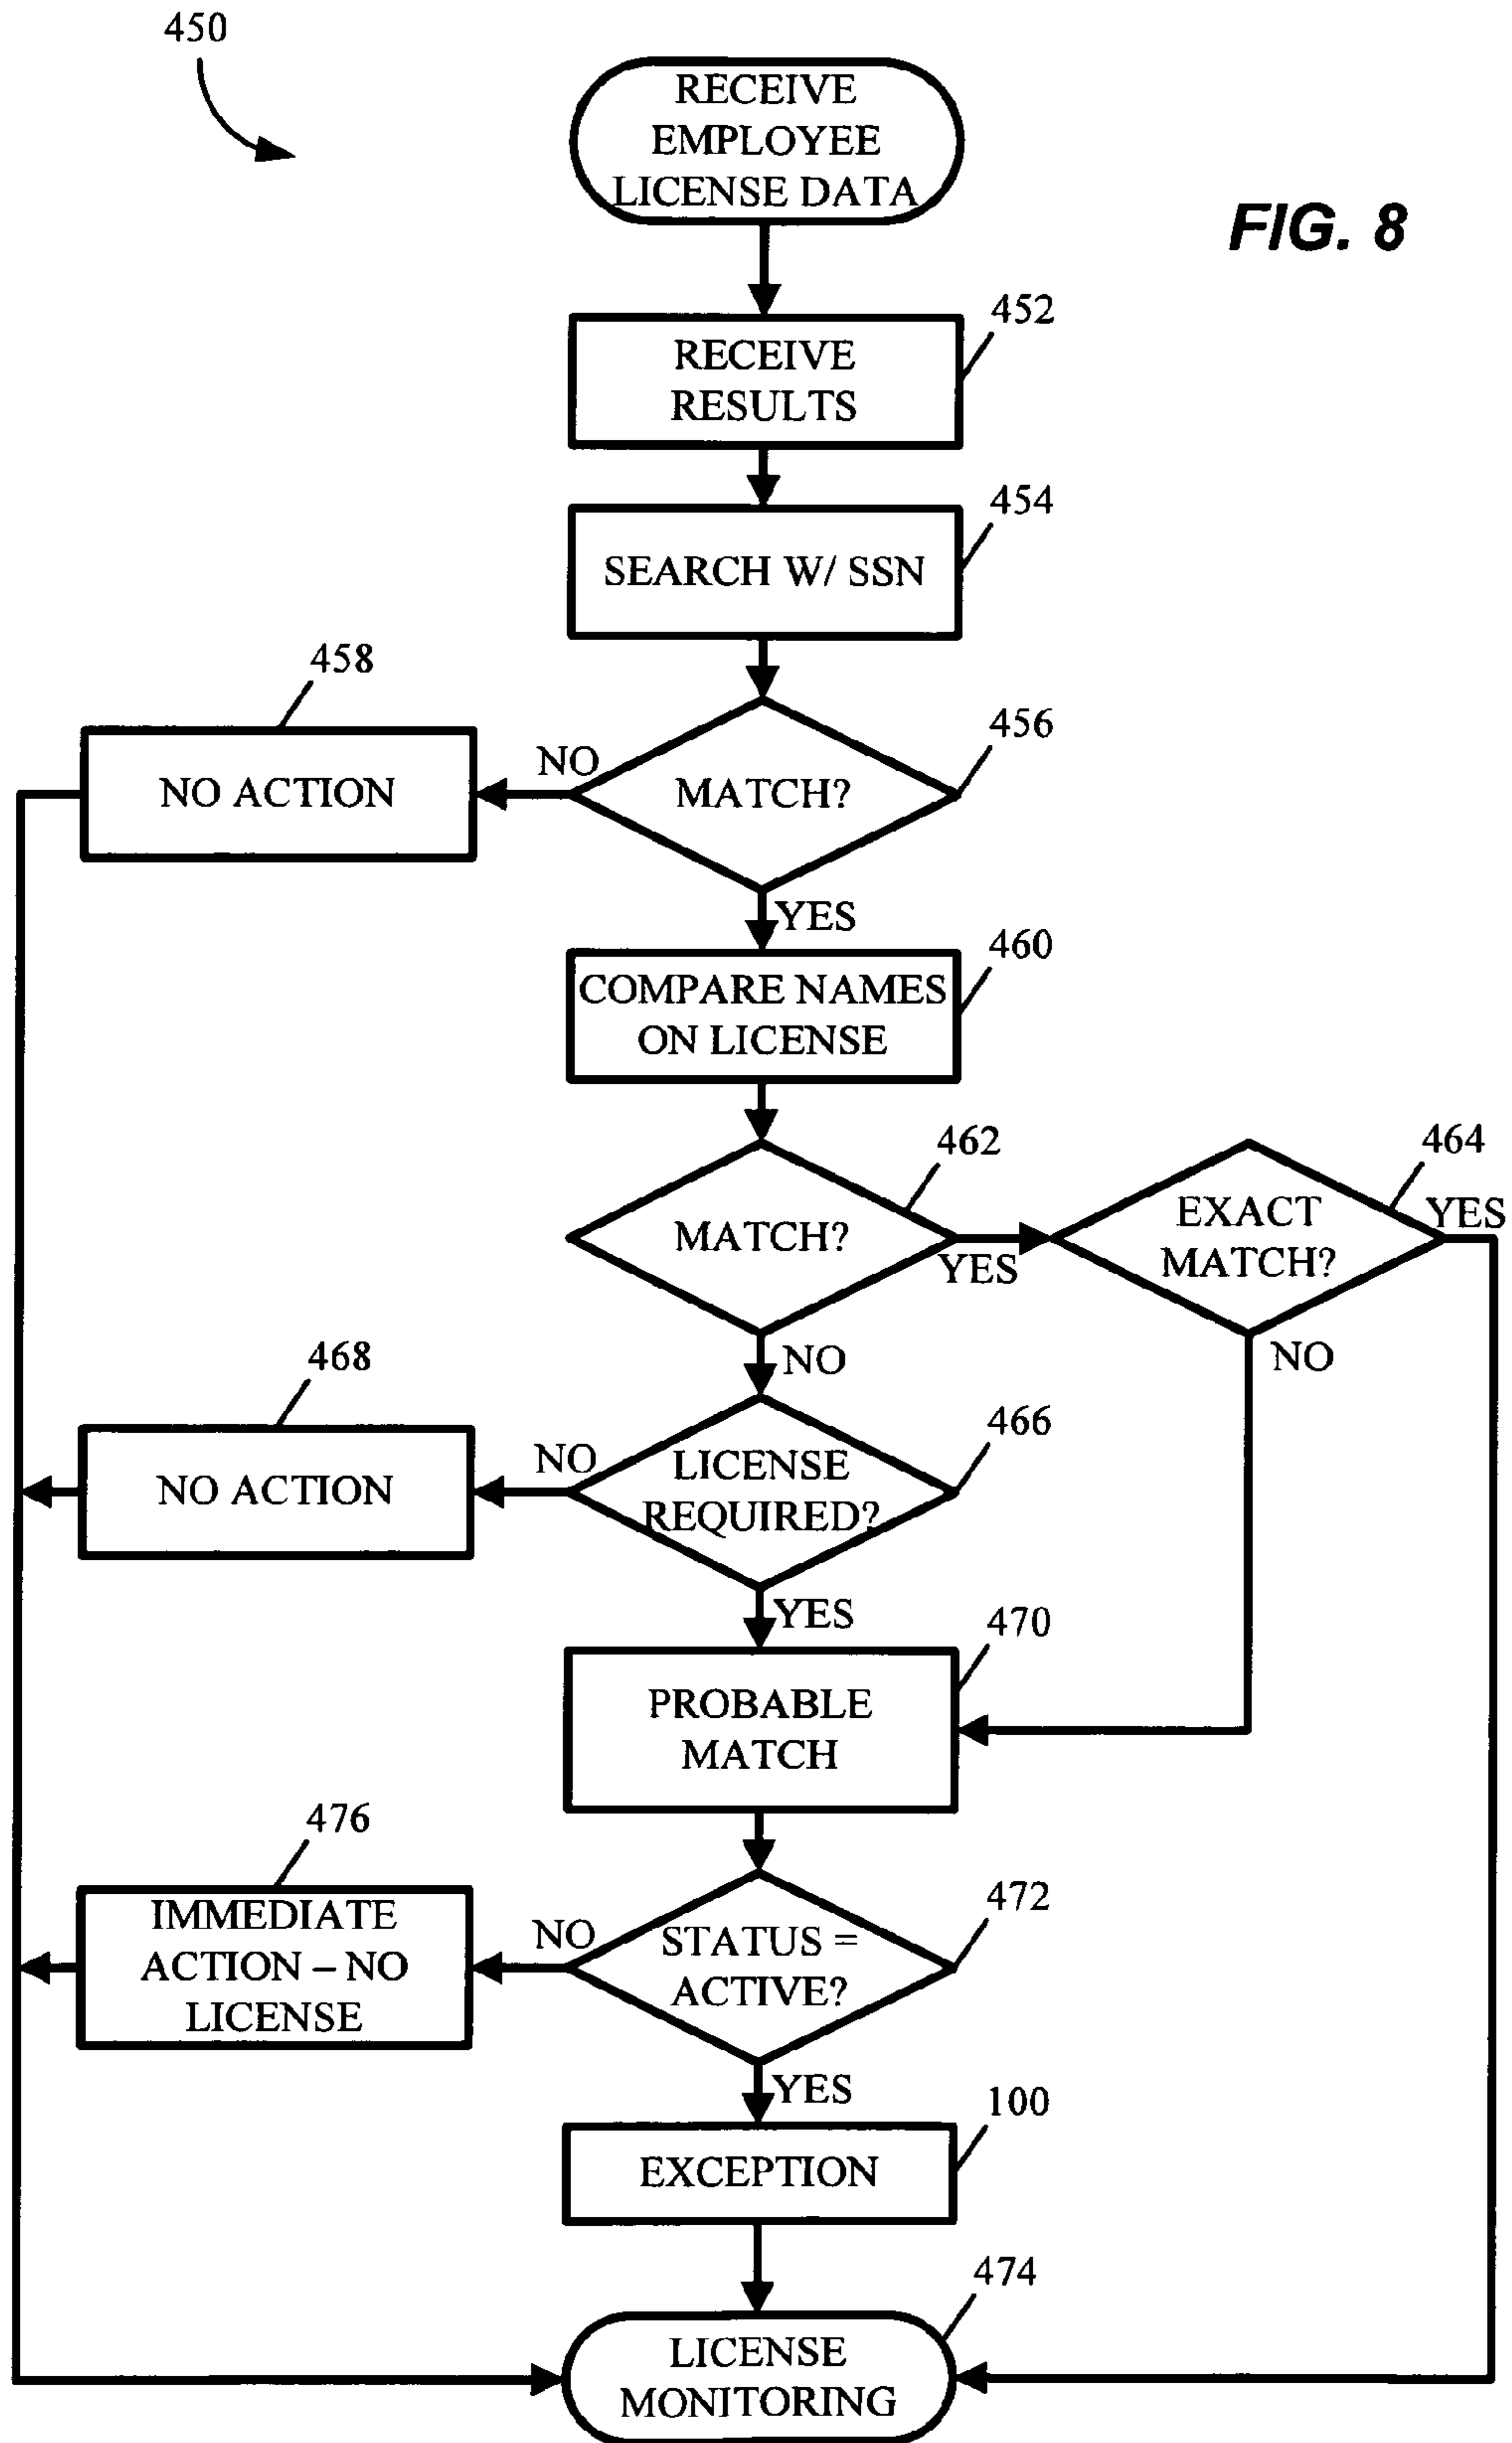 450
RECEIVE
EMPLOYEE
LICENSE DATA
FIG. 8
452
RECEIVE
RESULTS
454
SEARCH W/ SSN
458
NO ACTION
NO
456
MATCH?
YES
460
COMPARE NAMES
ON LICENSE
462
MATCH?
YES
464
EXACT
MATCH?
YES
NO
NO
468
NO ACTION
NO
466
LICENSE
REQUIRED?
YES
470
PROBABLE
MATCH
476
IMMEDIATE
ACTION – NO
LICENSE
NO
472
STATUS =
ACTIVE?
YES
100
EXCEPTION
474
LICENSE
MONITORING